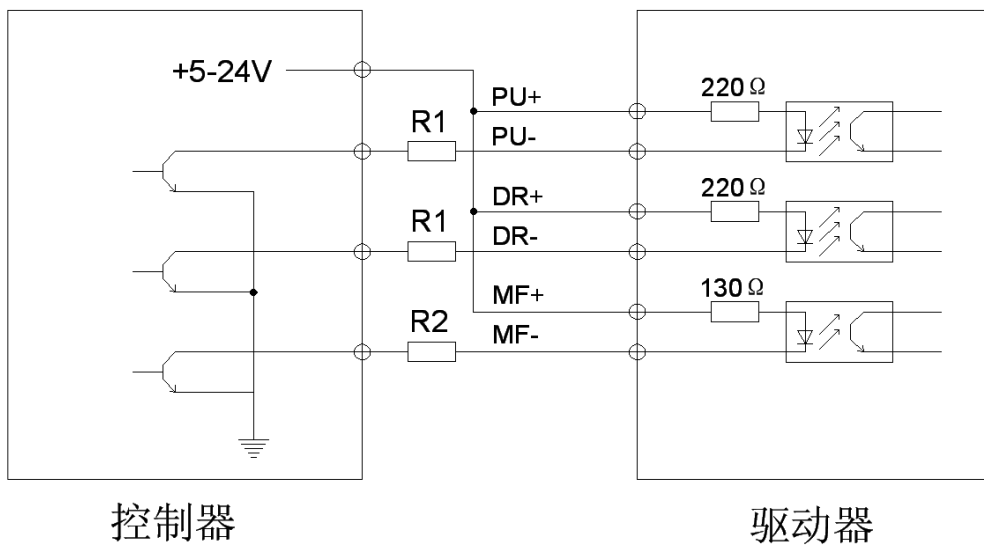 +5-24V
PU+
220Ω
R1
PU-
DR+
220Ω
R1
DR-
MF+
130Ω
R2
MF-
控制器
驱动器